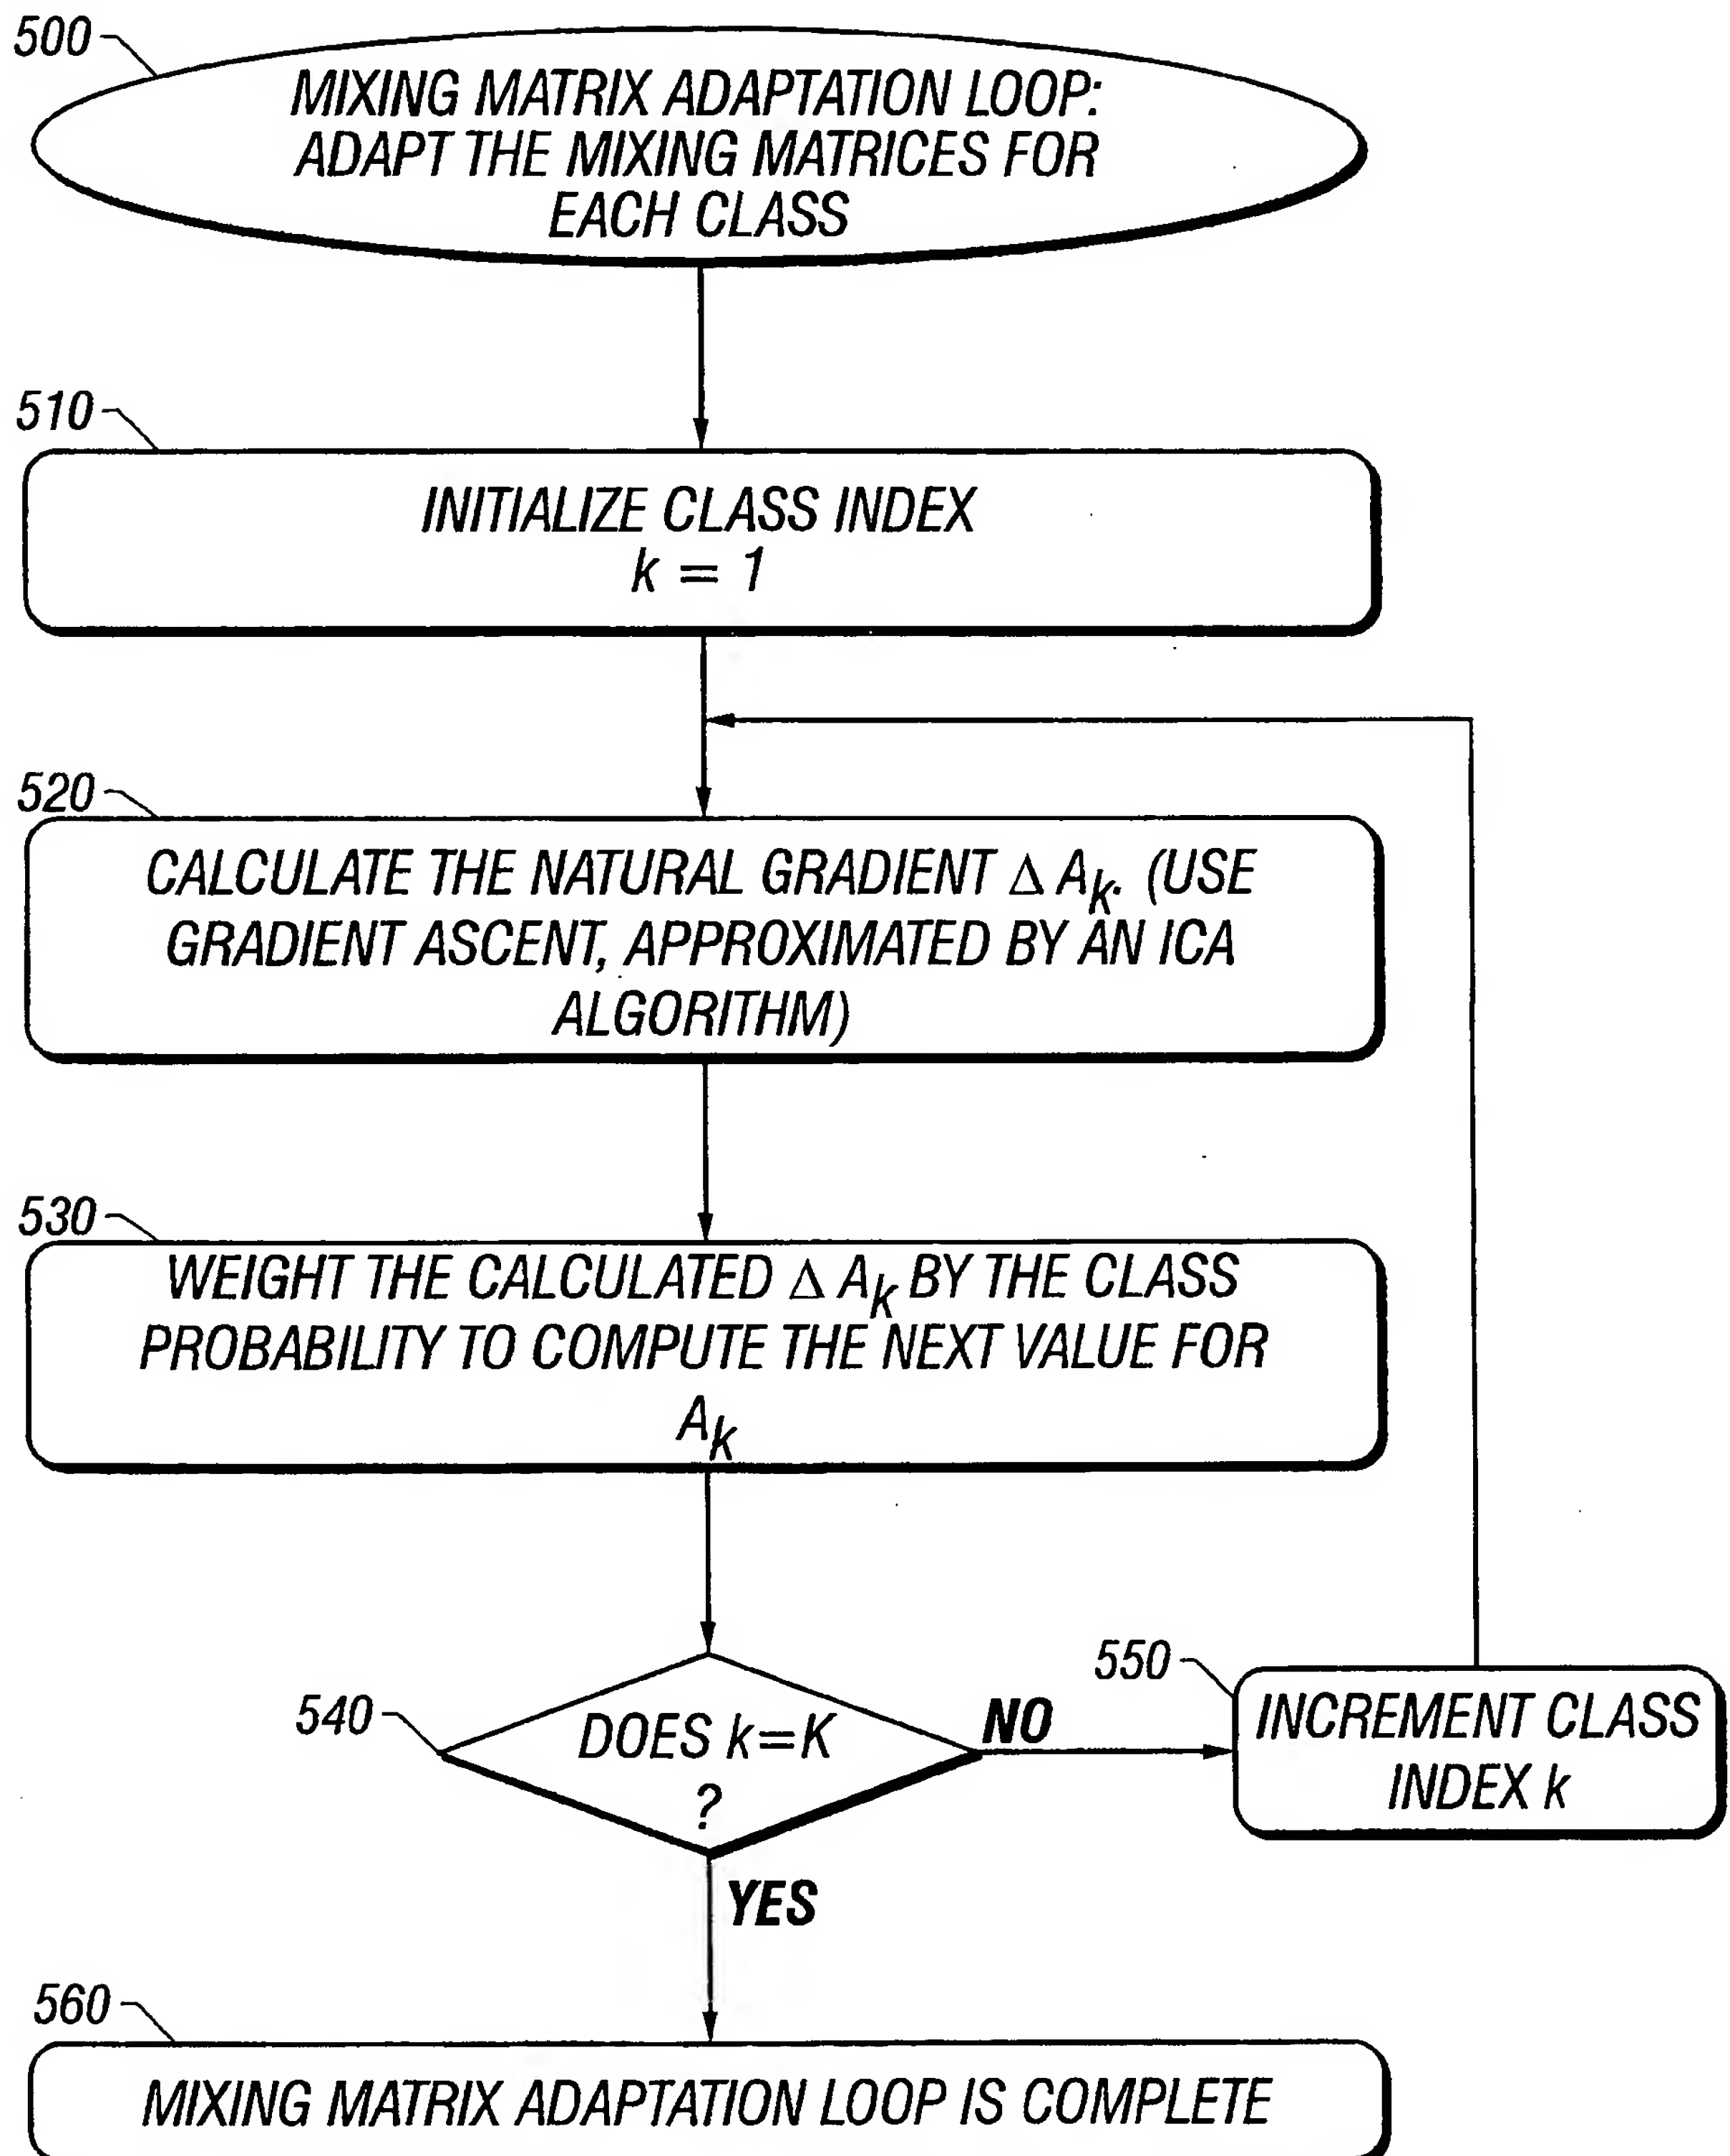 500
MIXING MATRIX ADAPTATION LOOP:
ADAPT THE MIXING MATRICES FOR
EACH CLASS
510
INITIALIZE CLASS INDEX
k = 1
520
CALCULATE THE NATURAL GRADIENT Δ Ak. (USE
GRADIENT ASCENT, APPROXIMATED BY AN ICA
ALGORITHM)
530
WEIGHT THE CALCULATED Δ Ak BY THE CLASS
PROBABILITY TO COMPUTE THE NEXT VALUE FOR
Ak
540
DOES k=K
?
NO
550
INCREMENT CLASS
INDEX k
YES
560
MIXING MATRIX ADAPTATION LOOP IS COMPLETE